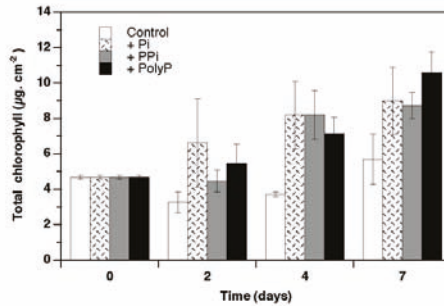 14
12
10
8
6
4
2
0
Total chlorophyll (µg. cm-2)
Control
+ Pi
+ PPi
+ PolyP
0 2 4 7
Time (days)